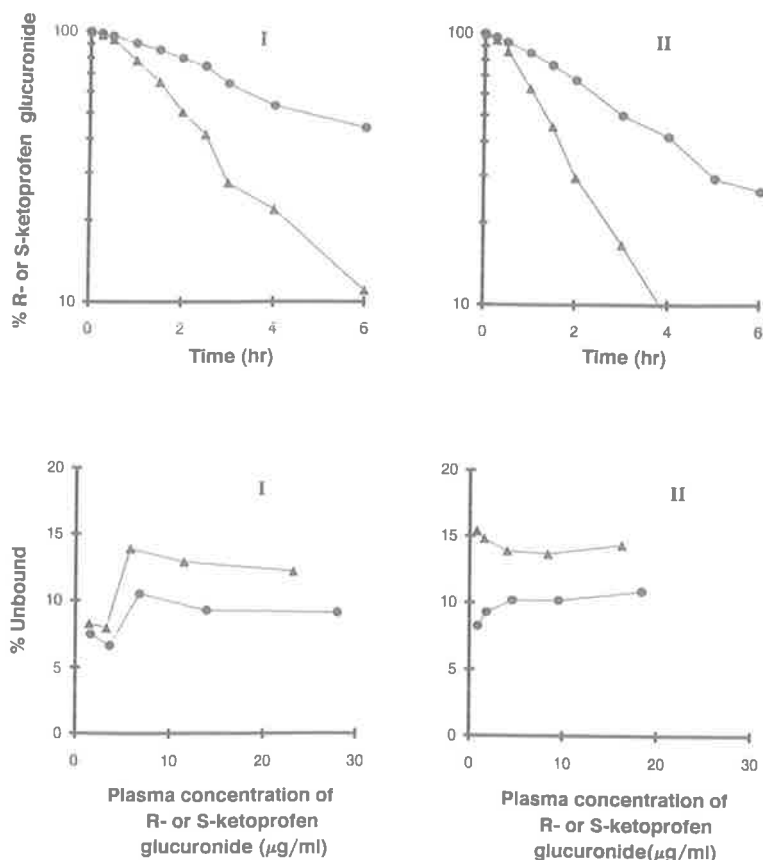 % R- or S-ketoprofen glucuronide
100
10
I
0 2 4 6
Time (hr)
100
10
II
0 2 4 6
Time (hr)
% Unbound
20
15
10
5
0
I
0 10 20 30
Plasma concentration of
R- or S-ketoprofen
glucuronide (µg/ml)
20
15
10
5
0
II
0 10 20 30
Plasma concentration of
R- or S-ketoprofen
glucuronide(µg/ml)